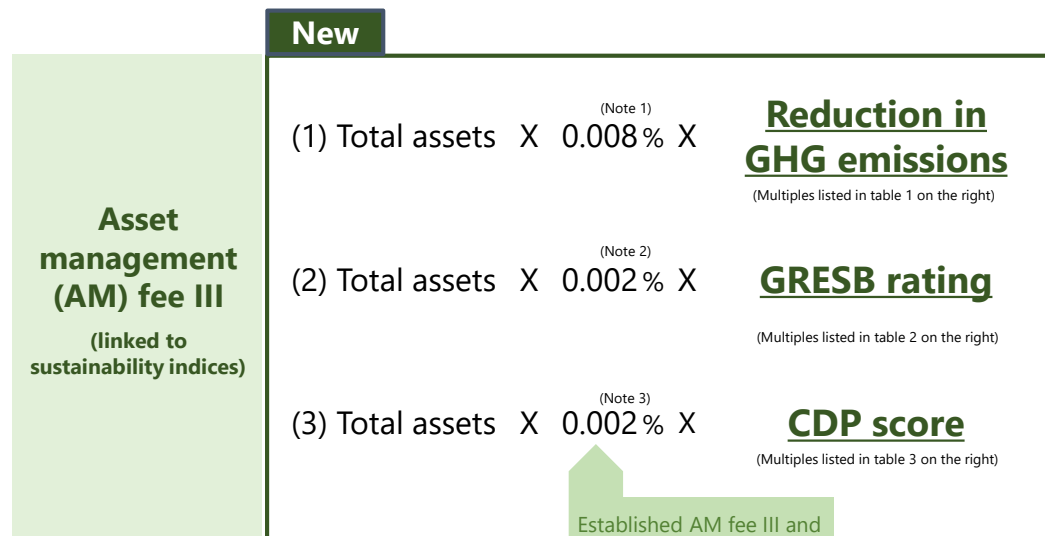 New
Asset
management
(AM) fee III
(linked to
sustainability indices)
(Note 1)
(1) Total assets X 0.008% X
Reduction in
GHG emissions
(Multiples listed in table 1 on the right)
(Note 2)
(2) Total assets X 0.002% X
GRESB rating
(Multiples listed in table 2 on the right)
(Note 3)
(3) Total assets X 0.002% X
CDP score
(Multiples listed in table 3 on the right)
Established AM fee III and